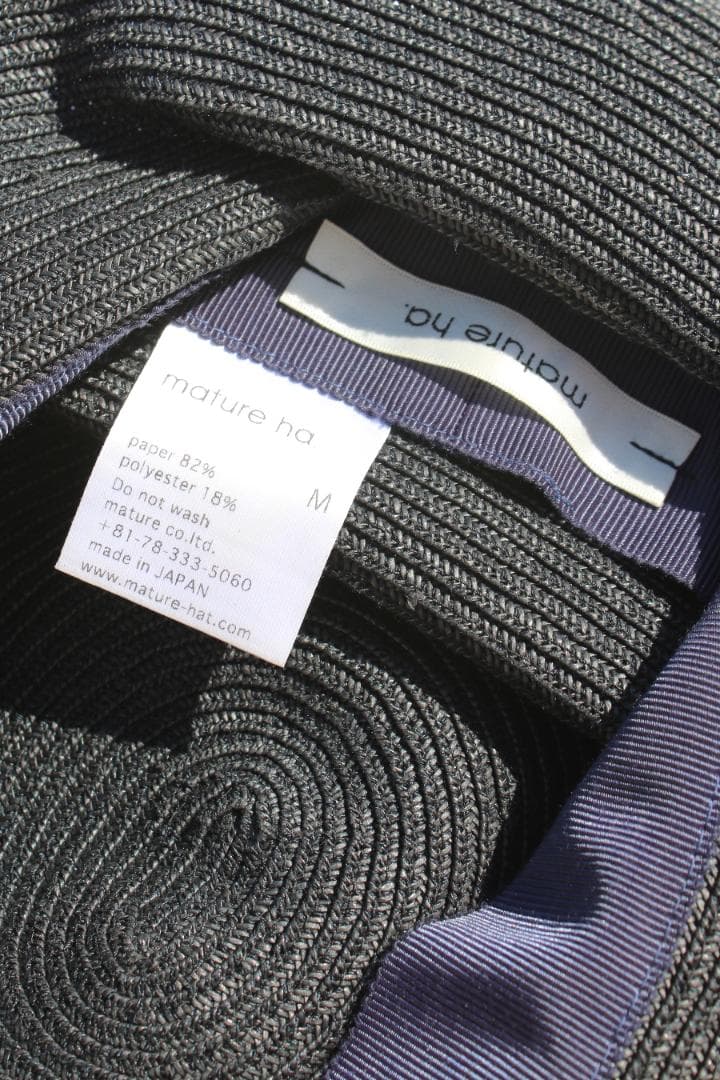 mature ha.
mature ha
M
paper 82%
polyester 18%
Do not wash
mature co.ltd.
+81-78-333-5060
made in JAPAN
www.mature-hat.com